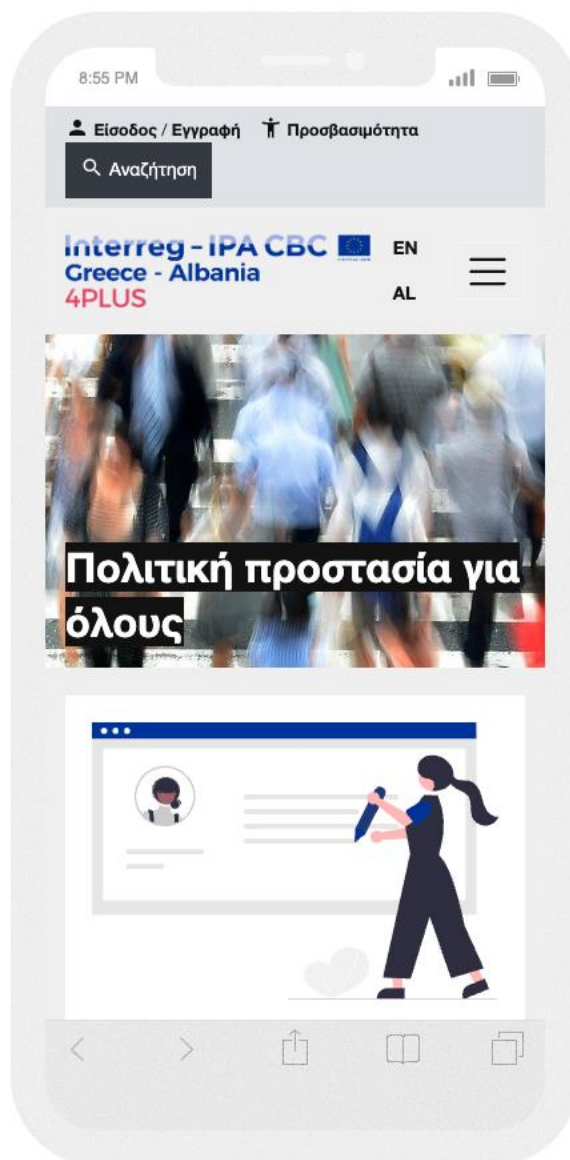 8:55 PM
Είσοδος / Εγγραφή Προσβασιμότητα
Αναζήτηση
Interreg - IPA CBC
Greece - Albania
4PLUS
EN
AL
Πολιτική προστασία για
όλους